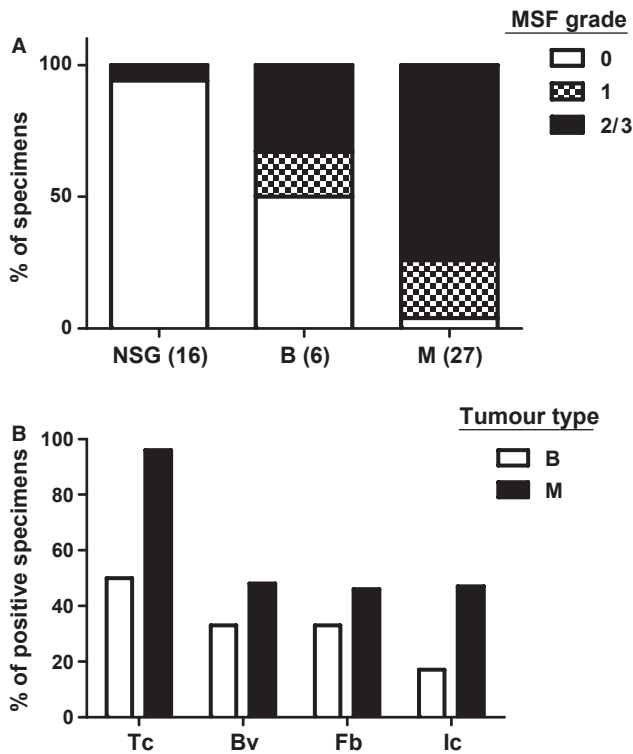 A
MSF grade
0
1
2/3
100
50
0
% of specimens
NSG (16) B (6) M (27)
B
Tumour type
B
M
100
80
60
40
20
0
% of positive specimens
Tc Bv Fb Ic